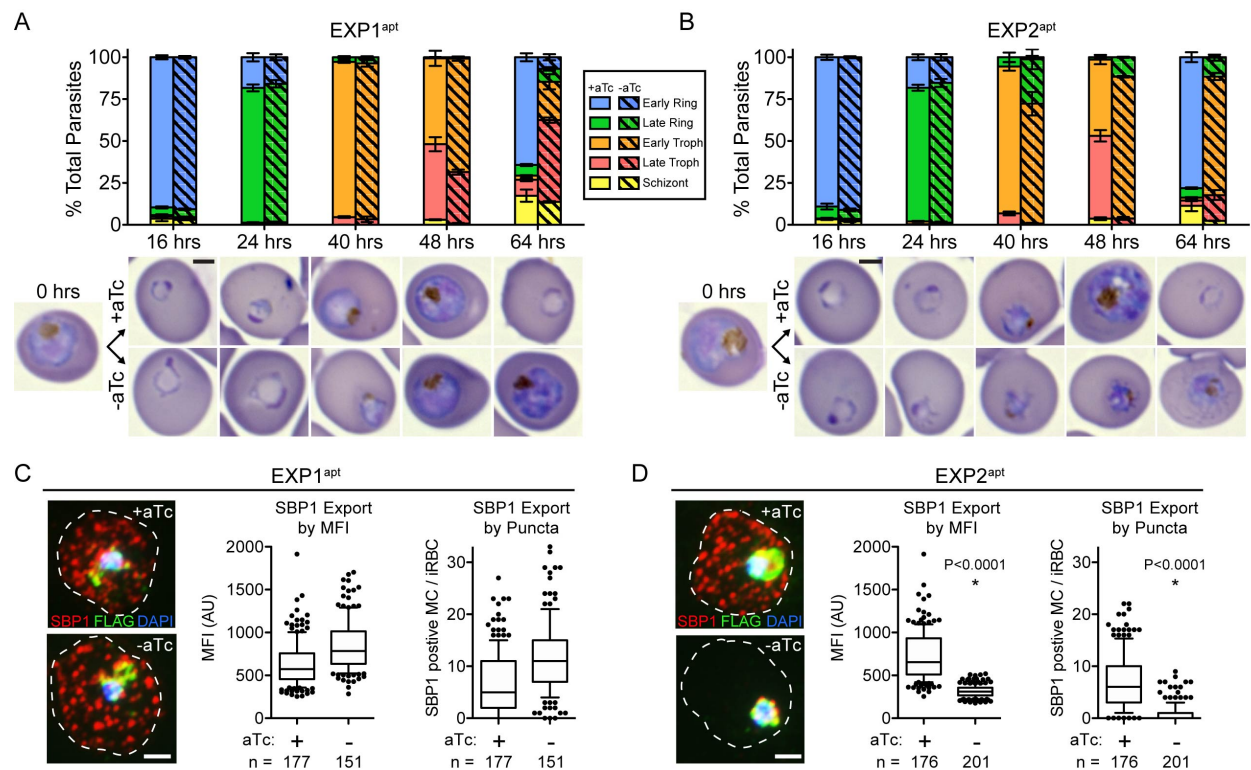 A
EXP1apt
% Total Parasites
100
75
50
25
0
16 hrs 24 hrs 40 hrs 48 hrs 64 hrs
+aTc -aTc
Early Ring
Late Ring
Early Troph
Late Troph
Schizont
0 hrs
+aTc
-aTc
B
EXP2apt
% Total Parasites
100
75
50
25
0
16 hrs 24 hrs 40 hrs 48 hrs 64 hrs
0 hrs
+aTc
-aTc
C
EXP1apt
+aTc
SBP1 FLAG DAPI
-aTc
SBP1 Export
by MFI
MFI (AU)
2000
1500
1000
500
0
aTc: + -
n = 177 151
SBP1 Export
by Puncta
SBP1 postive MC / iRBC
30
20
10
0
+ -
177 151
D
EXP2apt
+aTc
SBP1 FLAG DAPI
-aTc
SBP1 Export
by MFI
P<0.0001
*
MFI (AU)
2000
1500
1000
500
0
aTc: + -
n = 176 201
SBP1 Export
by Puncta
P<0.0001
*
SBP1 postive MC / iRBC
30
20
10
0
+ -
176 201